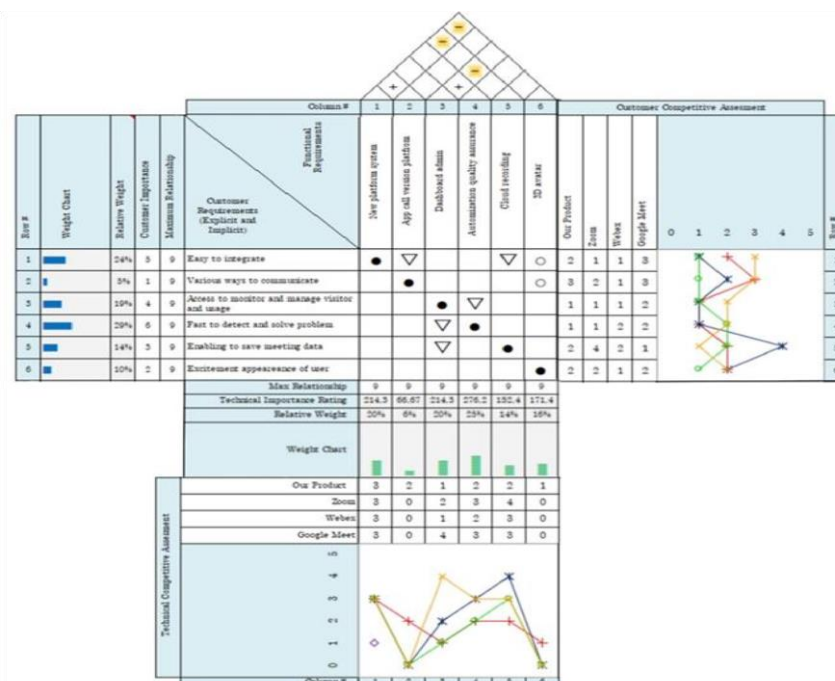 − −
− 
+ + 
Column # 1 2 3 4 5 6 Customer Competitive Assesment
Row #
Weight Chart
Relative Weight
Customer Importance
Maximum Relationship
Customer
Requirements
(Explicit and
Implicit)
Functional
Requirements
New platform system
App call version platfrom
Dashboard admin
Automization quality assurance
Cloud recording
3D avatar
Our Product
Zoom
Webex
Google Meet
0 1 2 3 4 5
Row #
1 24% 5 9 Easy to integrate 2 1 1 3
2 5% 1 9 Various ways to communicate 3 2 1 3
3 19% 4 9 Access to monitor and manage visitor
and usage 1 1 1 2
4 29% 6 9 Fast to detect and solve problem 1 1 2 2
5 14% 3 9 Enabling to save meeting data 2 4 2 1
6 10% 2 9 Excitement appearance of user 2 2 1 2
Max Relationship 9 9 9 9 9 9
Technical Importance Rating 214.3 66.67 214.3 276.2 152.4 171.4
Relative Weight 20% 6% 20% 25% 14% 16%
Weight Chart
Technical Competitive Assesment
Our Product 3 2 1 2 2 1
Zoom 3 0 2 3 4 0
Webex 3 0 1 2 3 0
Google Meet 3 0 4 3 3 0
5
4
3
2
1
0